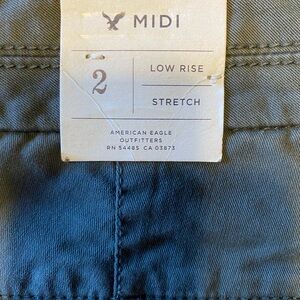 MIDI
2
LOW RISE
STRETCH
AMERICAN EAGLE
OUTFITTERS
RN 54485 CA 03873